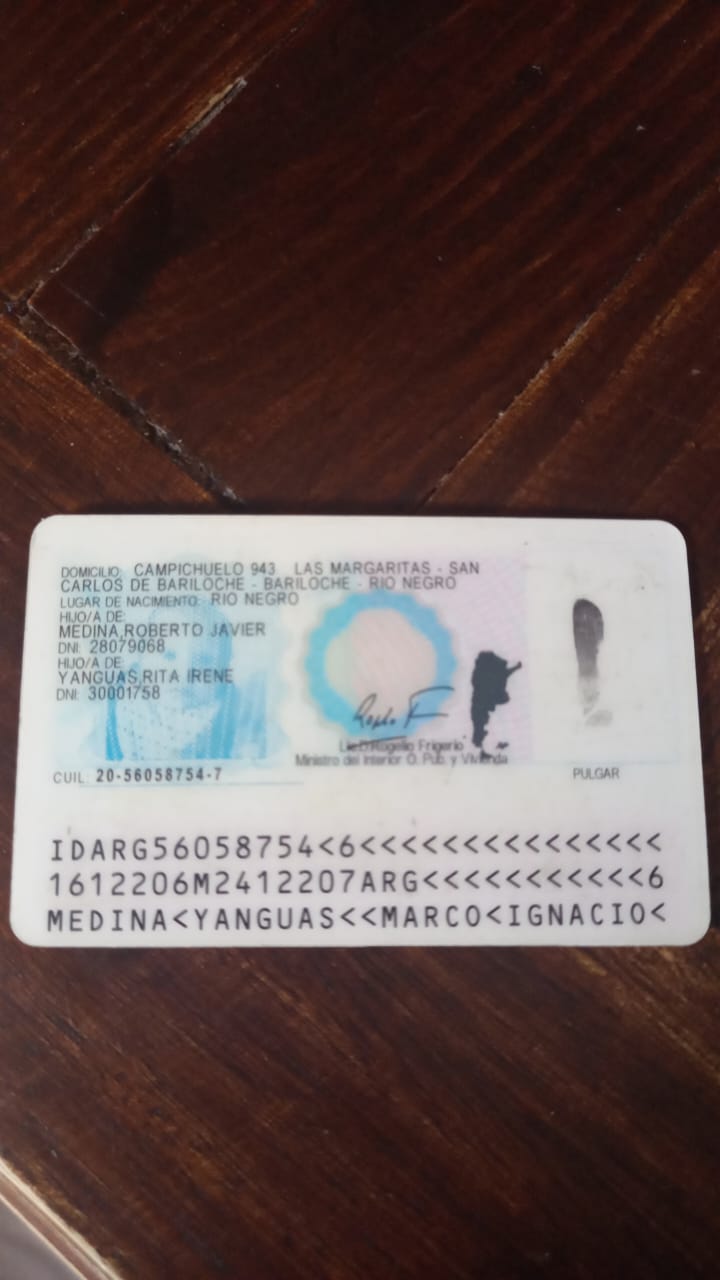 DOMICILIO: CAMPICHUELO 943 LAS MARGARITAS - SAN
CARLOS DE BARILOCHE - BARILOCHE - RIO NEGRO
LUGAR DE NACIMIENTO: RIO NEGRO
HIJO/A DE:
MEDINA,ROBERTO JAVIER
DNI: 28079068
HIJO/A DE:
YANGUAS,RITA IRENE
DNI: 30001758
Lic. Rogelio Frigerio
Ministro del Interior O. Pub. y Vivienda
CUIL: 20-56058754-7
PULGAR
IDARG56058754<6<<<<<<<<<<<<<<<
1612206M2412207ARG<<<<<<<<<<<6
MEDINA<YANGUAS<<MARCO<IGNACIO<